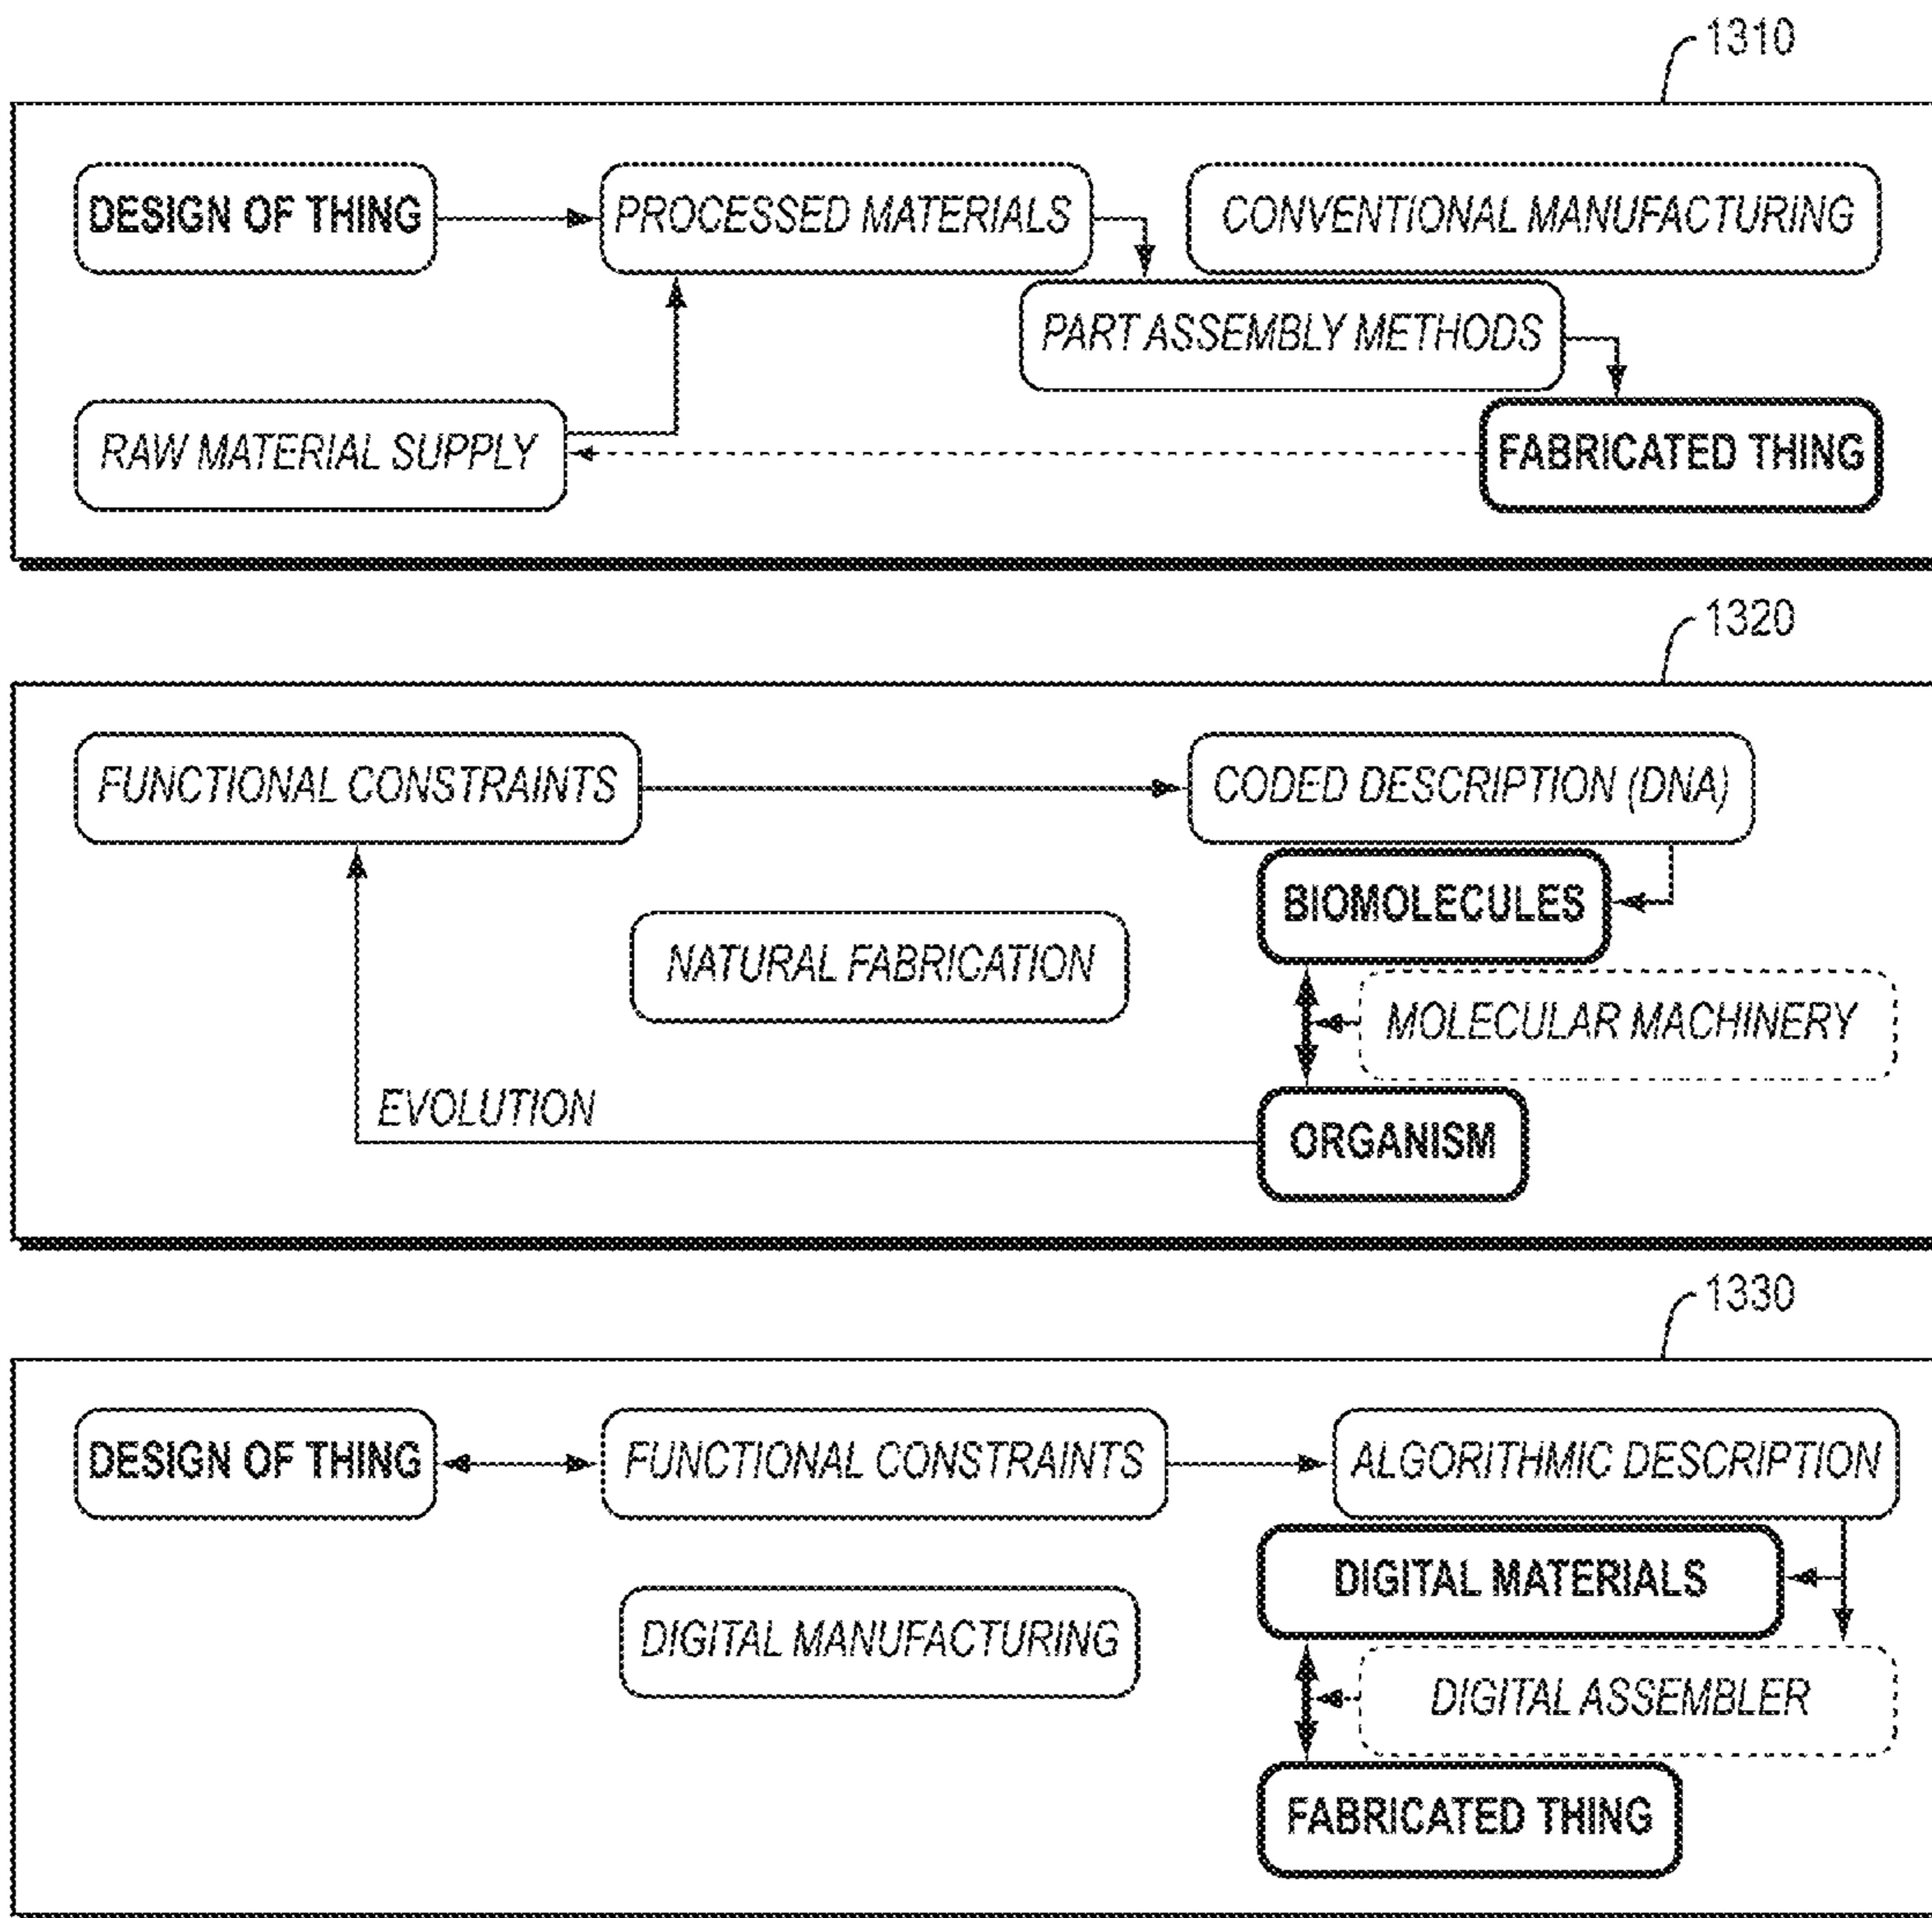 1310
DESIGN OF THING
PROCESSED MATERIALS
CONVENTIONAL MANUFACTURING
PART ASSEMBLY METHODS
RAW MATERIAL SUPPLY
FABRICATED THING
1320
FUNCTIONAL CONSTRAINTS
CODED DESCRIPTION (DNA)
BIOMOLECULES
NATURAL FABRICATION
MOLECULAR MACHINERY
EVOLUTION
ORGANISM
1330
DESIGN OF THING
FUNCTIONAL CONSTRAINTS
ALGORITHMIC DESCRIPTION
DIGITAL MATERIALS
DIGITAL MANUFACTURING
DIGITAL ASSEMBLER
FABRICATED THING